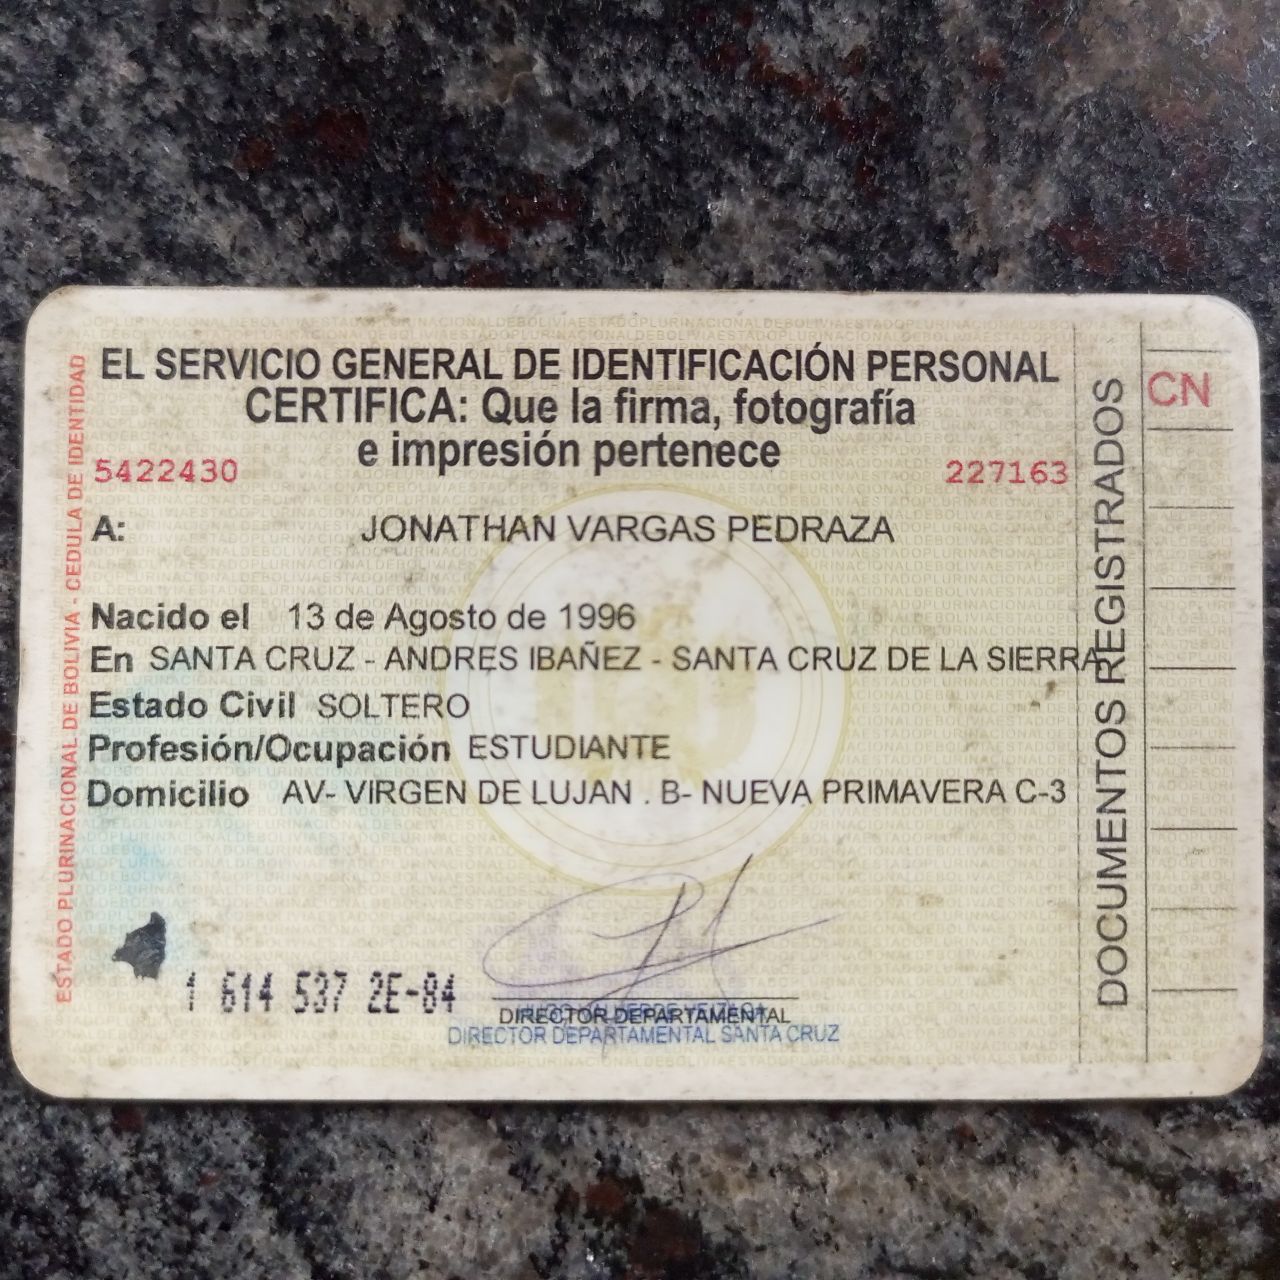 EL SERVICIO GENERAL DE IDENTIFICACIÓN PERSONAL
CERTIFICA: Que la firma, fotografía
e impresión pertenece
5422430
227163
A: JONATHAN VARGAS PEDRAZA
Nacido el 13 de Agosto de 1996
En SANTA CRUZ - ANDRES IBAÑEZ - SANTA CRUZ DE LA SIERRA
Estado Civil SOLTERO
Profesión/Ocupación ESTUDIANTE
Domicilio AV- VIRGEN DE LUJAN . B- NUEVA PRIMAVERA C-3
1 614 537 2E-84
DIRECTOR DEPARTAMENTAL
DIRECTOR DEPARTAMENTAL SANTA CRUZ
ESTADO PLURINACIONAL DE BOLIVIA - CEDULA DE IDENTIDAD
DOCUMENTOS REGISTRADOS
CN